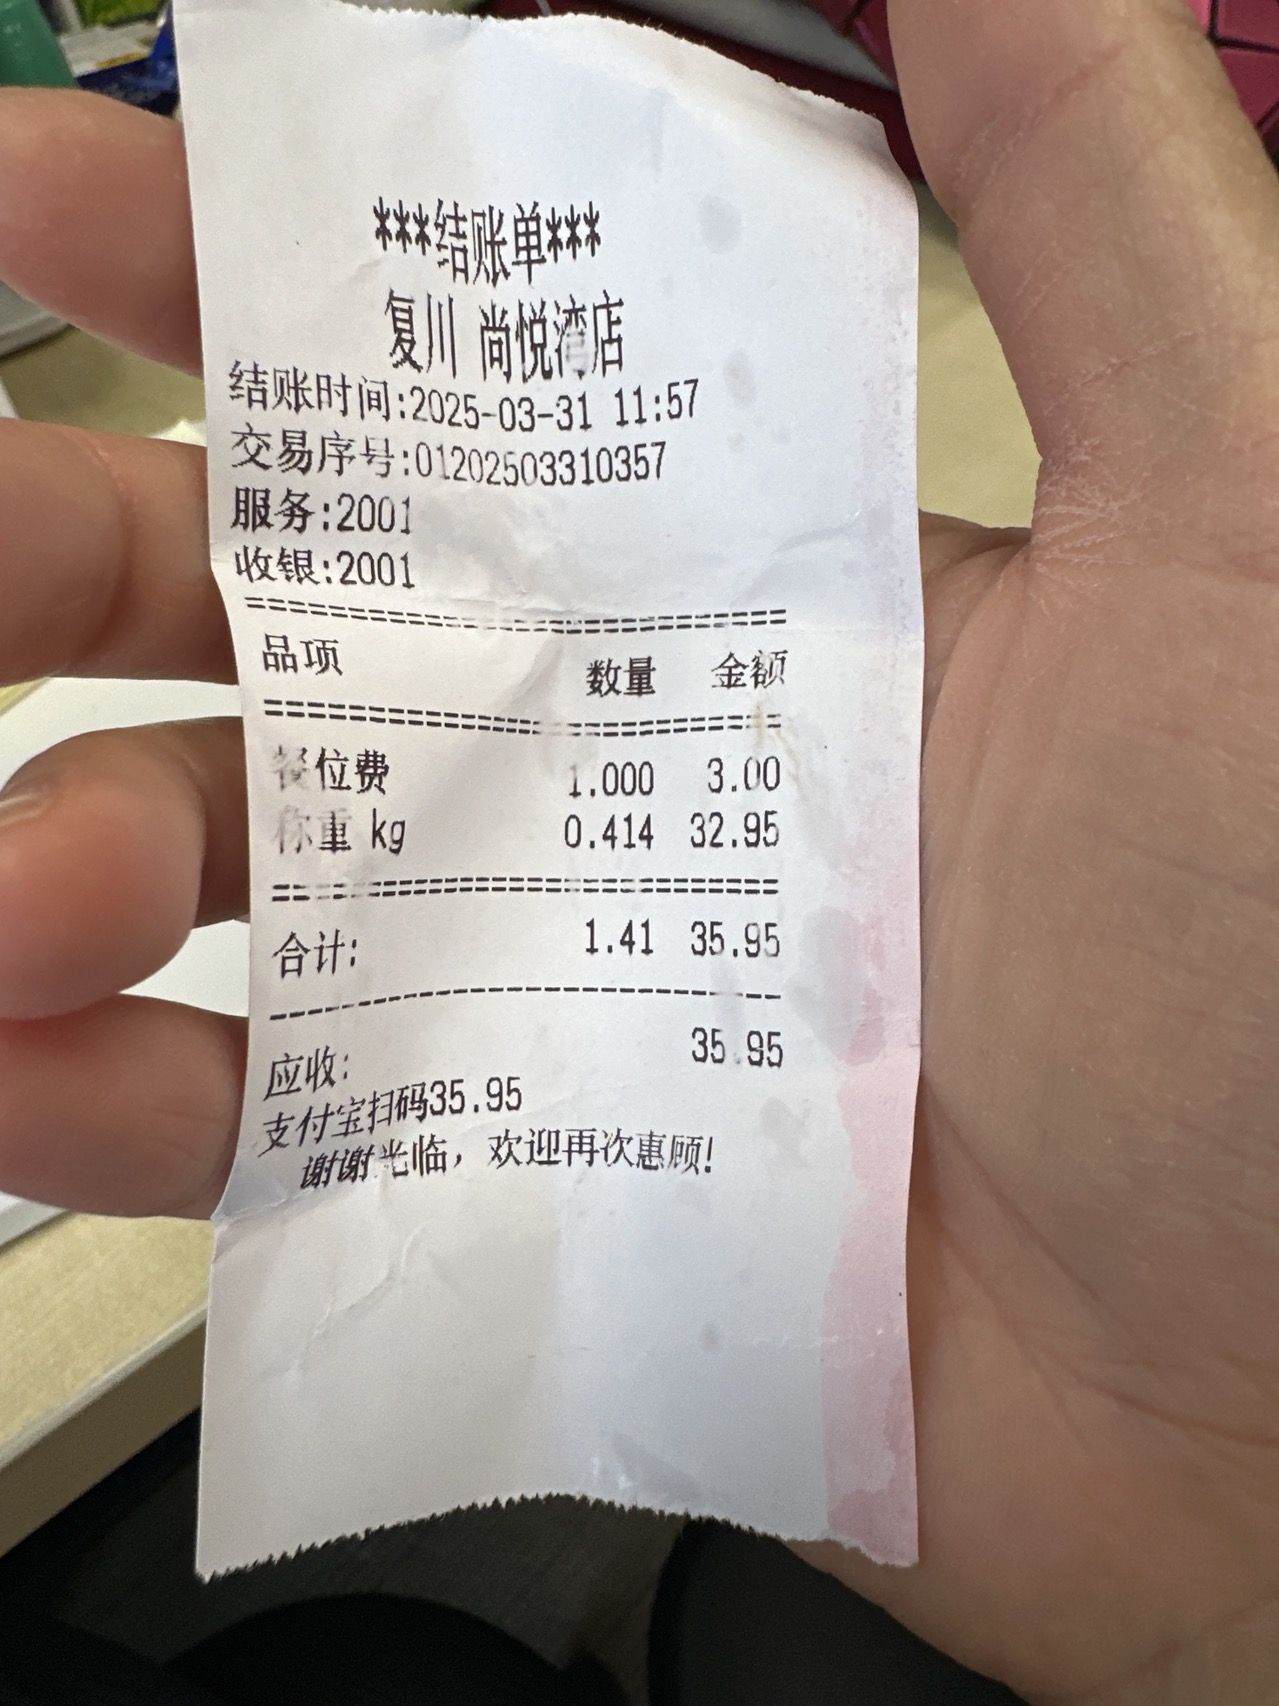 ***结账单***
复川 尚悦湾店
结账时间:2025-03-31 11:57
交易序号:01202503310357
服务:2001
收银:2001
========================
品项 数量 金额
========================
餐位费 1.000 3.00
称重 kg 0.414 32.95
========================
合计: 1.41 35.95
------------------------
应收: 35.95
支付宝扫码35.95
谢谢光临，欢迎再次惠顾!